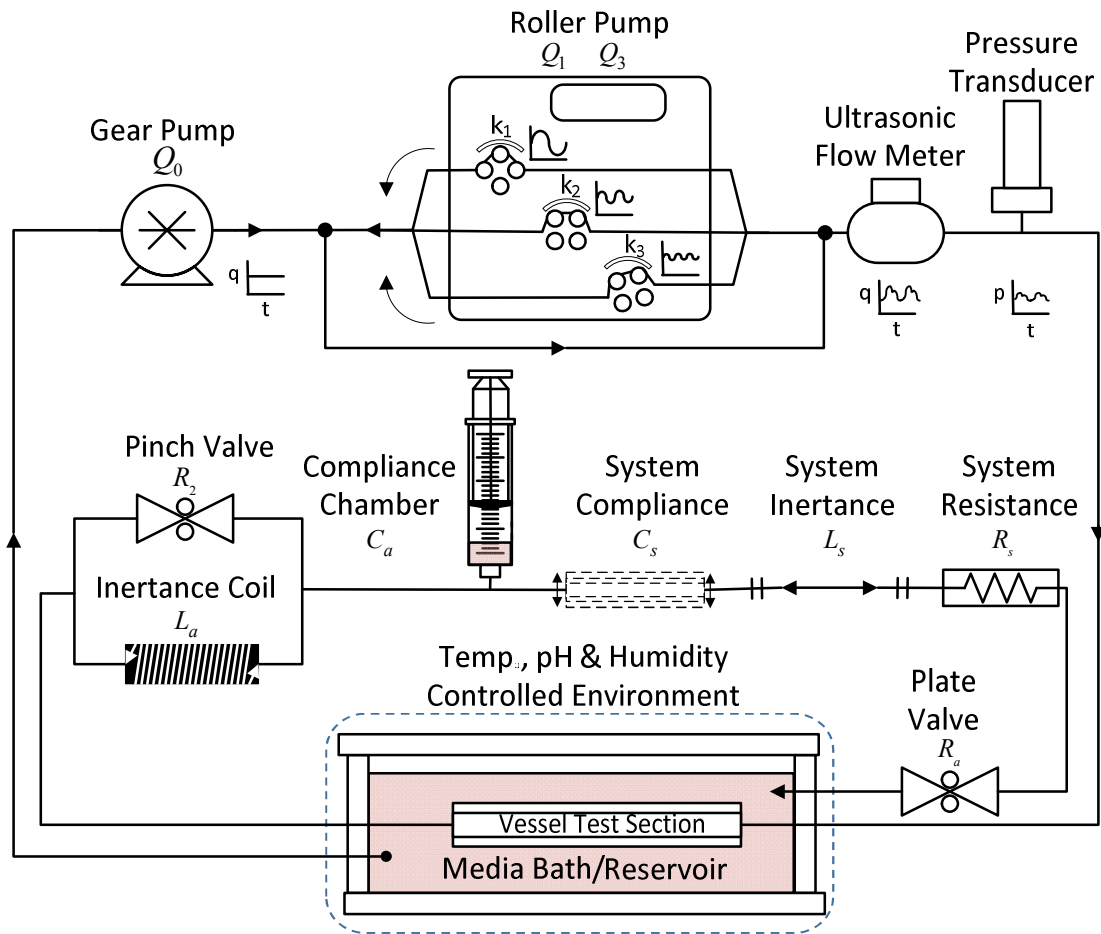 Roller Pump
Q₁ Q₃
Pressure
Transducer
Gear Pump
Q₀
Ultrasonic
Flow Meter
k₁
k₂
k₃
q
t
q
t
p
t
Pinch Valve
R₂
Compliance
Chamber
Cₐ
System
Compliance
Cₛ
System
Inertance
Lₛ
System
Resistance
Rₛ
Inertance Coil
Lₐ
Temp., pH & Humidity
Controlled Environment
Plate
Valve
Rₐ
Vessel Test Section
Media Bath/Reservoir